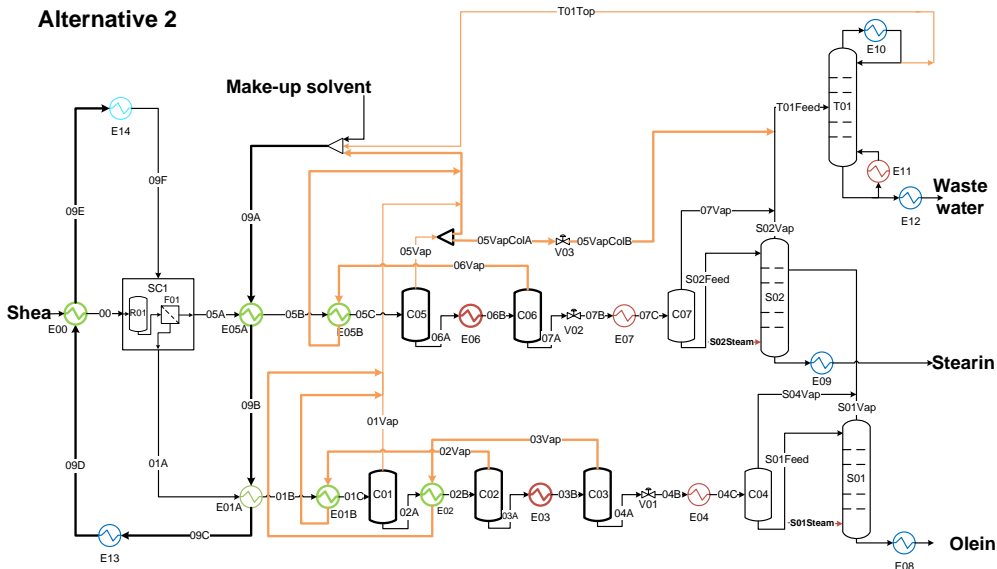 Alternative 2
T01Top
E10
Make-up solvent
T01Feed
T01
E14
E11
09F
Waste
water
E12
09E
09A
07Vap
S02Vap
05Vap
05VapColA
05VapColB
V03
S02Feed
06Vap
SC1
F01
R01
S02
Shea
00
05A
05B
05C
C05
06B
C06
07B
07C
C07
E00
E05A
E05B
06A
E06
07A
V02
E07
S02Steam
E09
Stearin
09B
S04Vap
S01Vap
01Vap
02Vap
03Vap
S01Feed
09D
01A
01B
01C
C01
02B
C02
03B
C03
04B
04C
C04
S01
E01A
E01B
02A
E02
03A
E03
04A
V01
E04
S01Steam
09C
E13
E08
Olein